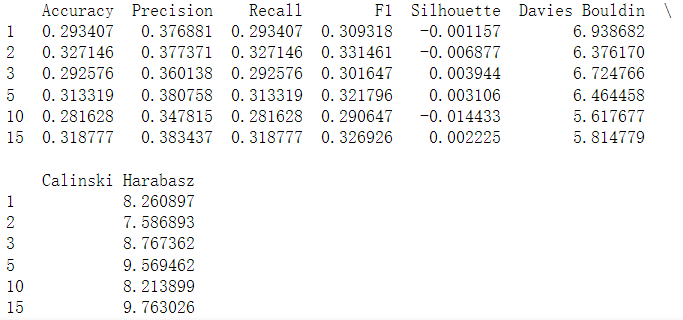 Accuracy Precision Recall F1 Silhouette Davies Bouldin \
1 0.293407 0.376881 0.293407 0.309318 -0.001157 6.938682
2 0.327146 0.377371 0.327146 0.331461 -0.006877 6.376170
3 0.292576 0.360138 0.292576 0.301647 0.003944 6.724766
5 0.313319 0.380758 0.313319 0.321796 0.003106 6.464458
10 0.281628 0.347815 0.281628 0.290647 -0.014433 5.617677
15 0.318777 0.383437 0.318777 0.326926 0.002225 5.814779
Calinski Harabasz
1 8.260897
2 7.586893
3 8.767362
5 9.569462
10 8.213899
15 9.763026